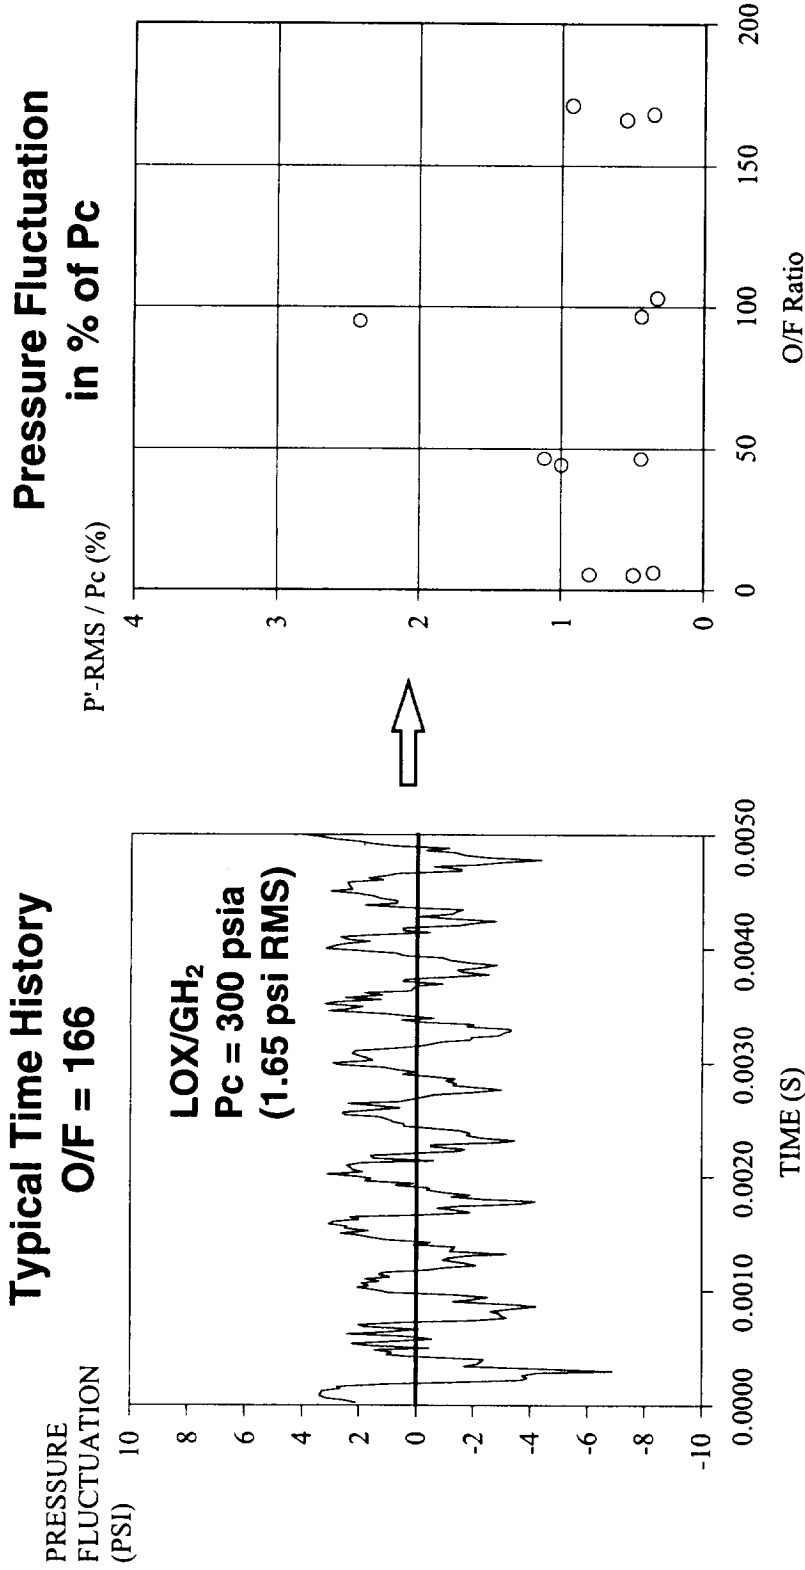 Typical Time History
O/F = 166
PRESSURE
FLUCTUATION
(PSI)
10
8
6
4
2
0
-2
-4
-6
-8
-10
LOX/GH₂
Pc = 300 psia
(1.65 psi RMS)
0.0000
0.0010
0.0020
0.0030
0.0040
0.0050
TIME (S)
Pressure Fluctuation
in % of Pc
P'-RMS / Pc (%)
4
3
2
1
0
0
50
100
150
200
O/F Ratio